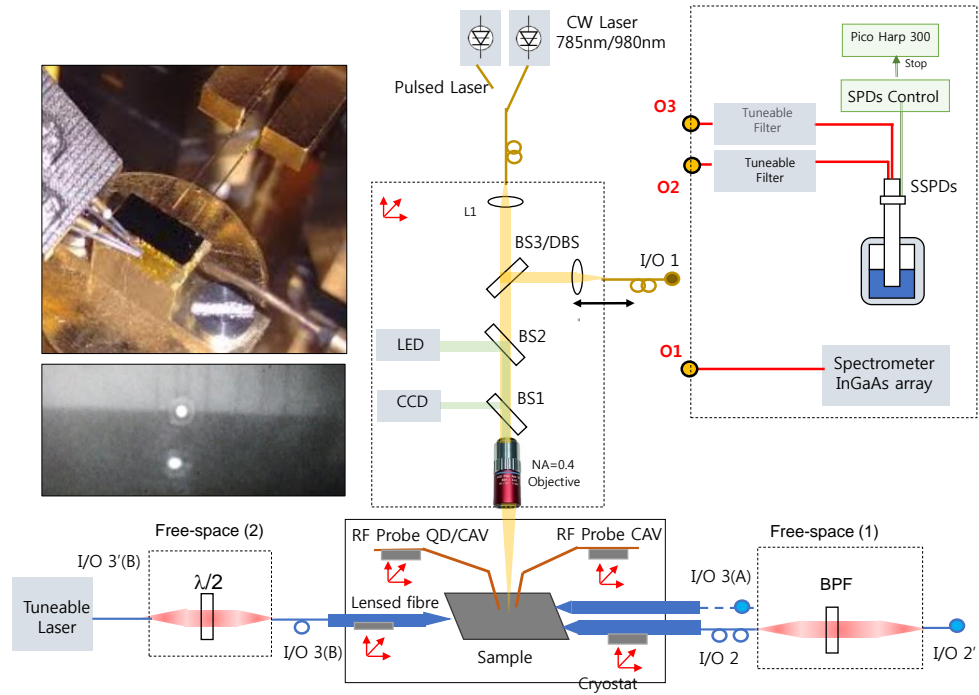 CW Laser
785nm/980nm
Pulsed Laser
Pico Harp 300
Stop
SPDs Control
O3
Tuneable
Filter
O2
Tuneable
Filter
SSPDs
L1
BS3/DBS
I/O 1
LED
BS2
CCD
BS1
O1
Spectrometer
InGaAs array
NA=0.4
Objective
Free-space (2)
RF Probe QD/CAV
RF Probe CAV
Free-space (1)
I/O 3'(B)
λ/2
I/O 3(A)
BPF
Tuneable
Laser
Lensed fibre
I/O 3(B)
Sample
I/O 2
I/O 2'
Cryostat